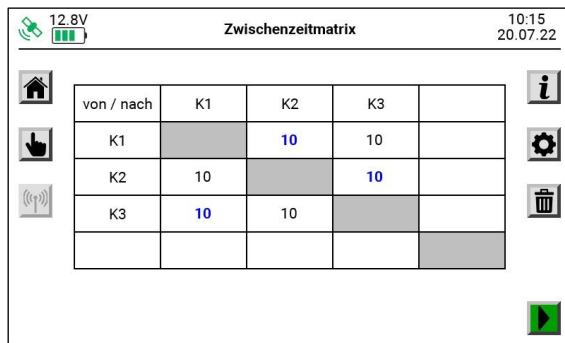 12.8V
Zwischenzeitmatrix
10:15
20.07.22
von / nach K1 K2 K3
K1 10 10
K2 10 10
K3 10 10
i